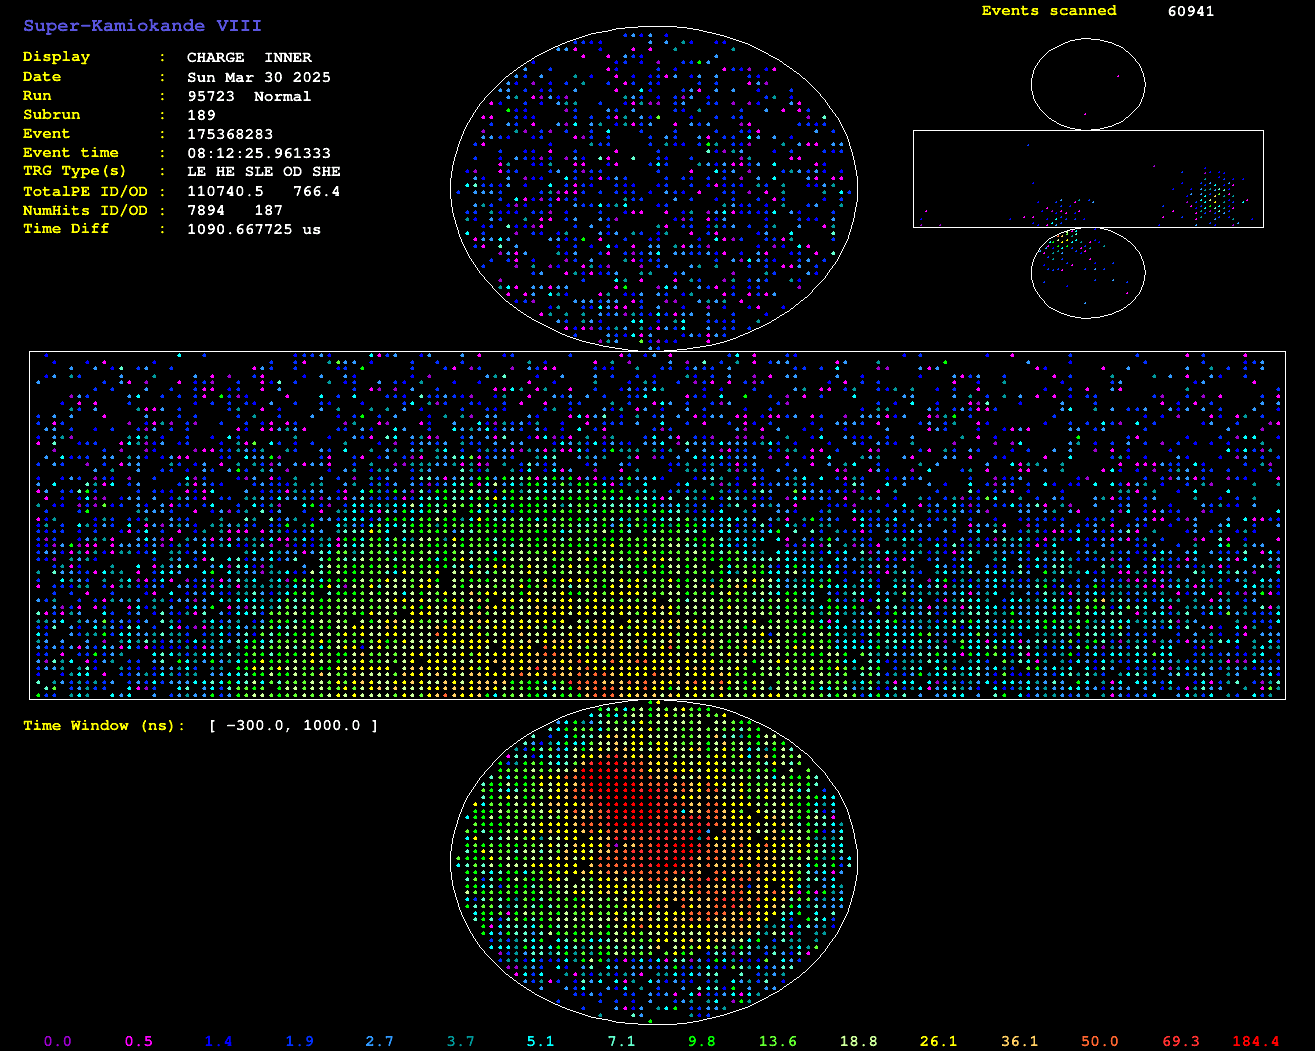 Super-Kamiokande VIII
Events scanned 60941
Display : CHARGE INNER
Date : Sun Mar 30 2025
Run : 95723 Normal
Subrun : 189
Event : 175368283
Event time : 08:12:25.961333
TRG Type(s) : LE HE SLE OD SHE
TotalPE ID/OD : 110740.5 766.4
NumHits ID/OD : 7894 187
Time Diff : 1090.667725 us
Time Window (ns): [ -300.0, 1000.0 ]
0.0 0.5 1.4 1.9 2.7 3.7 5.1 7.1 9.8 13.6 18.8 26.1 36.1 50.0 69.3 184.4